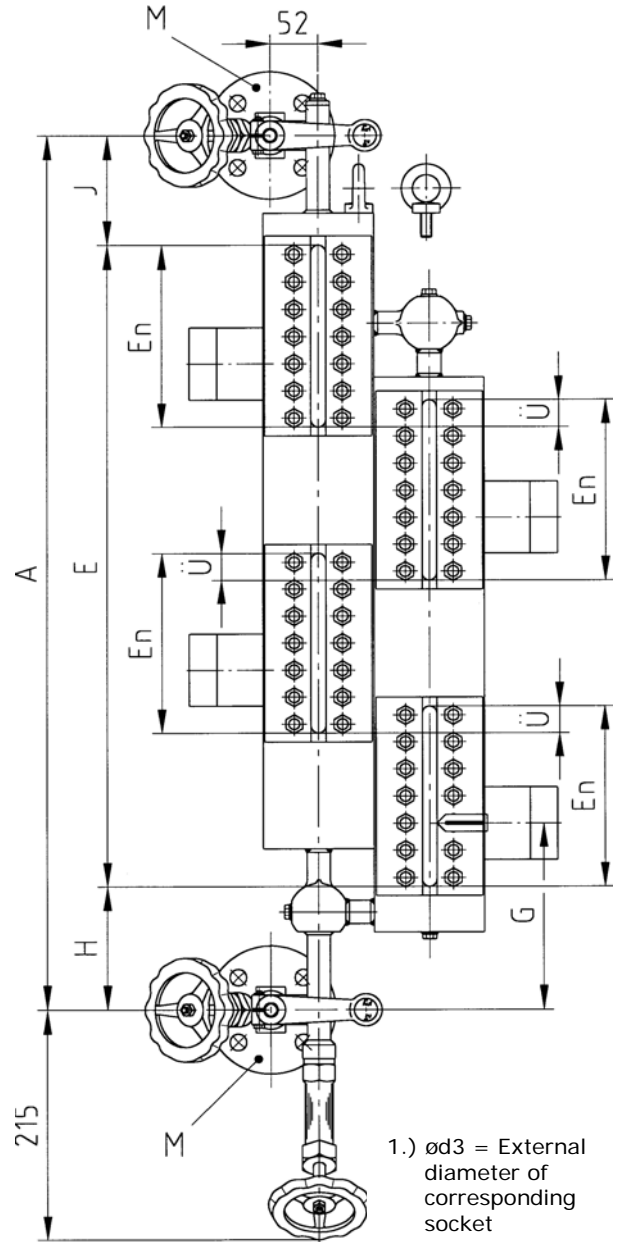 M
52
J
En
Ü
En
A
E
Ü
En
Ü
En
G
H
M
215
1.) ød3 = External
diameter of
corresponding
socket